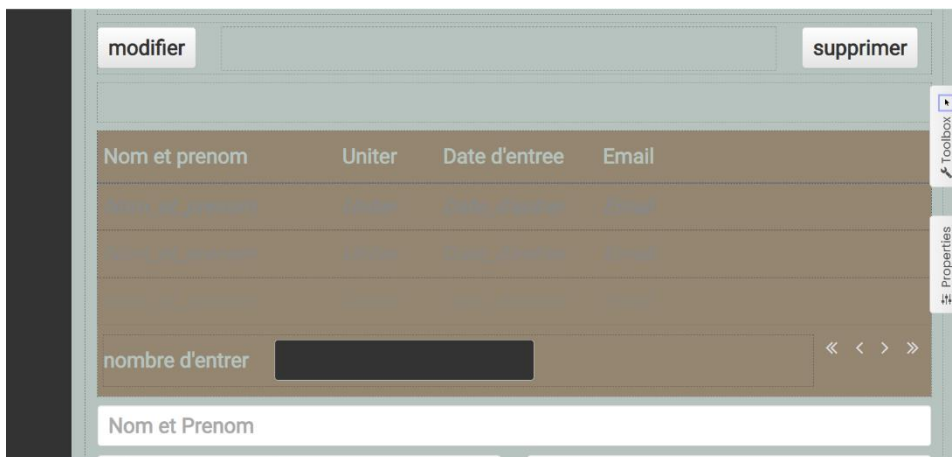 modifier
supprimer
Toolbox
Nom et prenom Uniter Date d'entree Email
Properties
nombre d'entrer
« < > »
Nom et Prenom